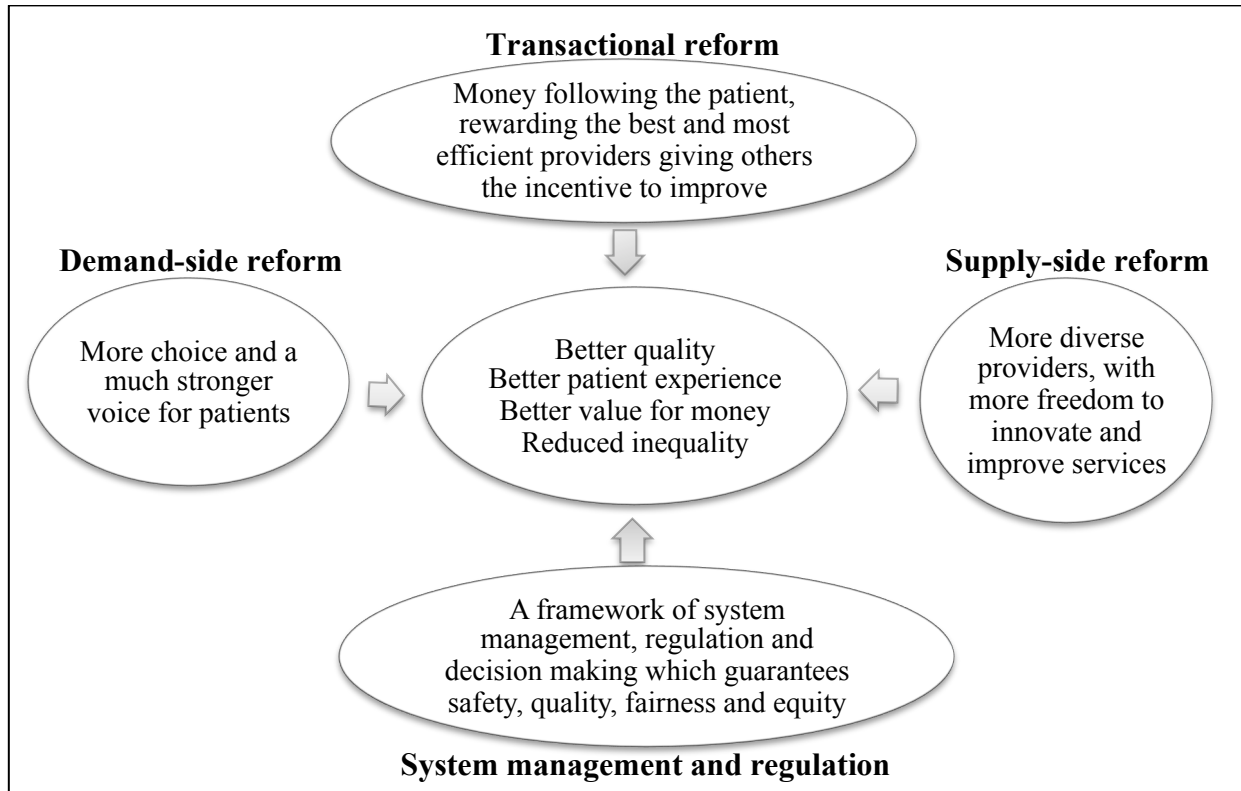 Transactional reform
Money following the patient,
rewarding the best and most
efficient providers giving others
the incentive to improve
Demand-side reform
More choice and a
much stronger
voice for patients
Better quality
Better patient experience
Better value for money
Reduced inequality
Supply-side reform
More diverse
providers, with
more freedom to
innovate and
improve services
A framework of system
management, regulation and
decision making which guarantees
safety, quality, fairness and equity
System management and regulation